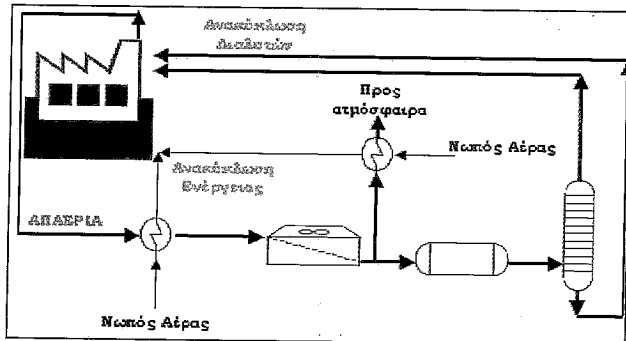 Ανακύκλωση
Διαλυτών
Προς
ατμόσφαιρα
Νωπός Αέρας
Ανακύκλωση
Ενέργειας
ΑΠΑΕΡΙΑ
Νωπός Αέρας